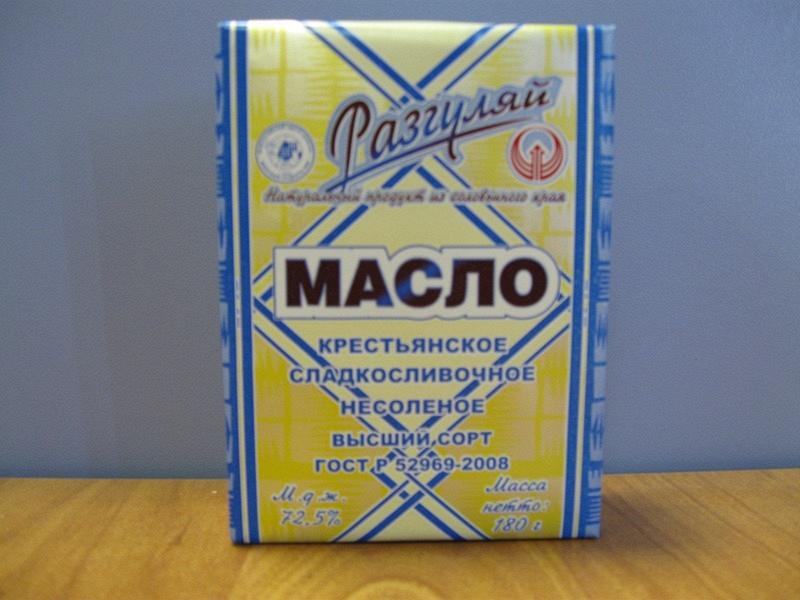 Разгуляй
Натуральный продукт из соловьиного края
МАСЛО
КРЕСТЬЯНСКОЕ
СЛАДКОСЛИВОЧНОЕ
НЕСОЛЕНОЕ
ВЫСШИЙ СОРТ
ГОСТ Р 52969-2008
М.д.ж.
72,5%
Масса
нетто:
180 г